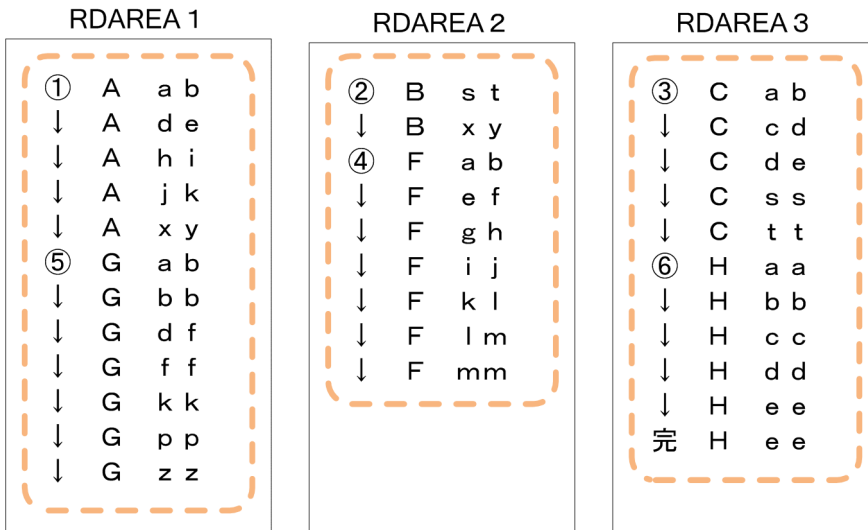 RDAREA 1
① A a b
↓ A d e
↓ A h i
↓ A j k
↓ A x y
⑤ G a b
↓ G b b
↓ G d f
↓ G f f
↓ G k k
↓ G p p
↓ G z z
RDAREA 2
② B s t
↓ B x y
④ F a b
↓ F e f
↓ F g h
↓ F i j
↓ F k l
↓ F l m
↓ F m m
RDAREA 3
③ C a b
↓ C c d
↓ C d e
↓ C s s
↓ C t t
⑥ H a a
↓ H b b
↓ H c c
↓ H d d
↓ H e e
完 H e e